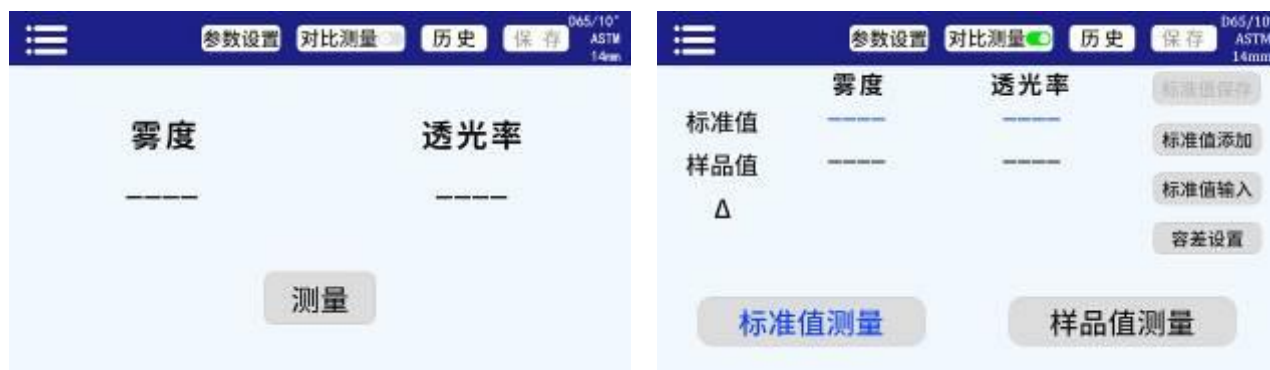 参数设置 对比测量 历史 保存 D65/10°
ASTM
14mm
雾度 透光率
---- ----
测量
参数设置 对比测量 历史 保存 D65/10
ASTM
14mm
雾度 透光率 标准值保存
标准值 ---- ---- 标准值添加
样品值 ---- ---- 标准值输入
Δ 容差设置
标准值测量 样品值测量